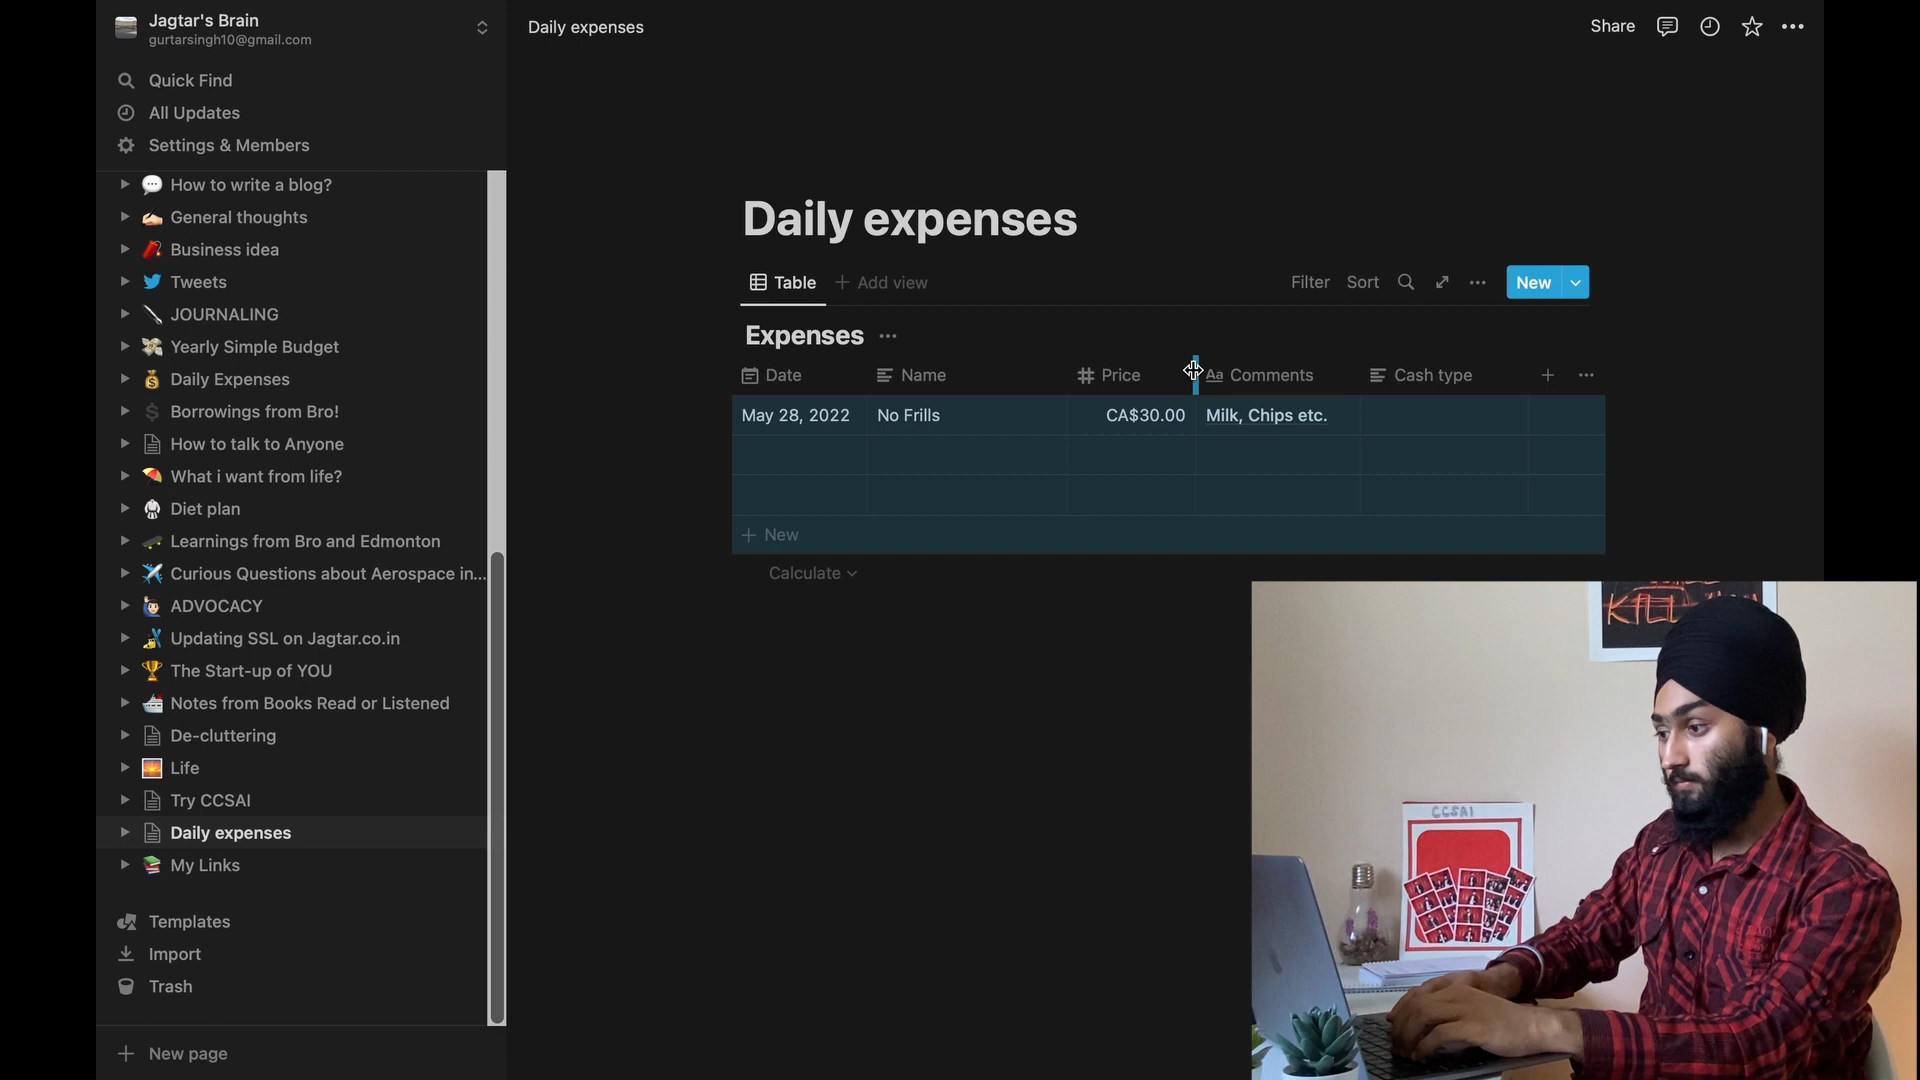 Jagtar's Brain
gurtarsingh10@gmail.com
Quick Find
All Updates
Settings & Members
How to write a blog?
General thoughts
Business idea
Tweets
JOURNALING
Yearly Simple Budget
Daily Expenses
Borrowings from Bro!
How to talk to Anyone
What i want from life?
Diet plan
Learnings from Bro and Edmonton
Curious Questions about Aerospace in...
ADVOCACY
Updating SSL on Jagtar.co.in
The Start-up of YOU
Notes from Books Read or Listened
De-cluttering
Life
Try CCSAI
Daily expenses
My Links
Templates
Import
Trash
New page
Daily expenses
Share
Daily expenses
Table
Add view
Filter Sort
New
Expenses
Date Name Price Aa Comments Cash type
May 28, 2022 No Frills CA$30.00 Milk, Chips etc.
New
Calculate
CCSAI